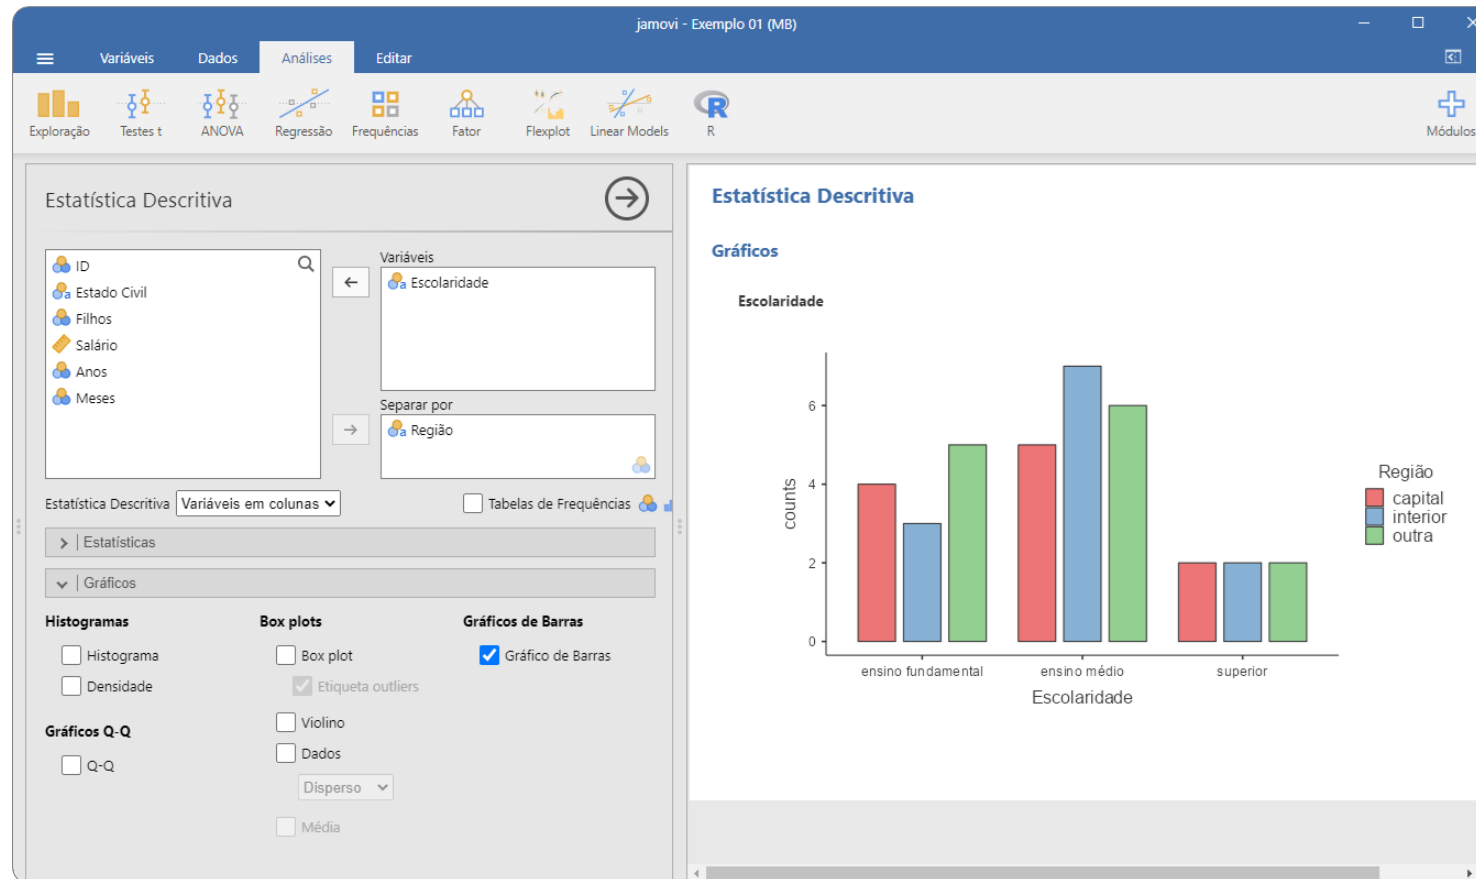 jamovi - Exemplo 01 (MB)
Variáveis Dados Análises Editar
Exploração Testes t ANOVA Regressão Frequências Fator Flexplot Linear Models R Módulos
Estatística Descritiva
ID
a Estado Civil
Filhos
Salário
Anos
Meses
Variáveis
a Escolaridade
Separar por
a Região
Estatística Descritiva Variáveis em colunas Tabelas de Frequências
Estatísticas
Gráficos
Histogramas Box plots Gráficos de Barras
Histograma Box plot Gráfico de Barras
Densidade Etiqueta outliers
Gráficos Q-Q Violino
Q-Q Dados
Disperso
Média
Estatística Descritiva
Gráficos
Escolaridade
6
4
2
0
counts
ensino fundamental ensino médio superior
Escolaridade
Região
capital
interior
outra